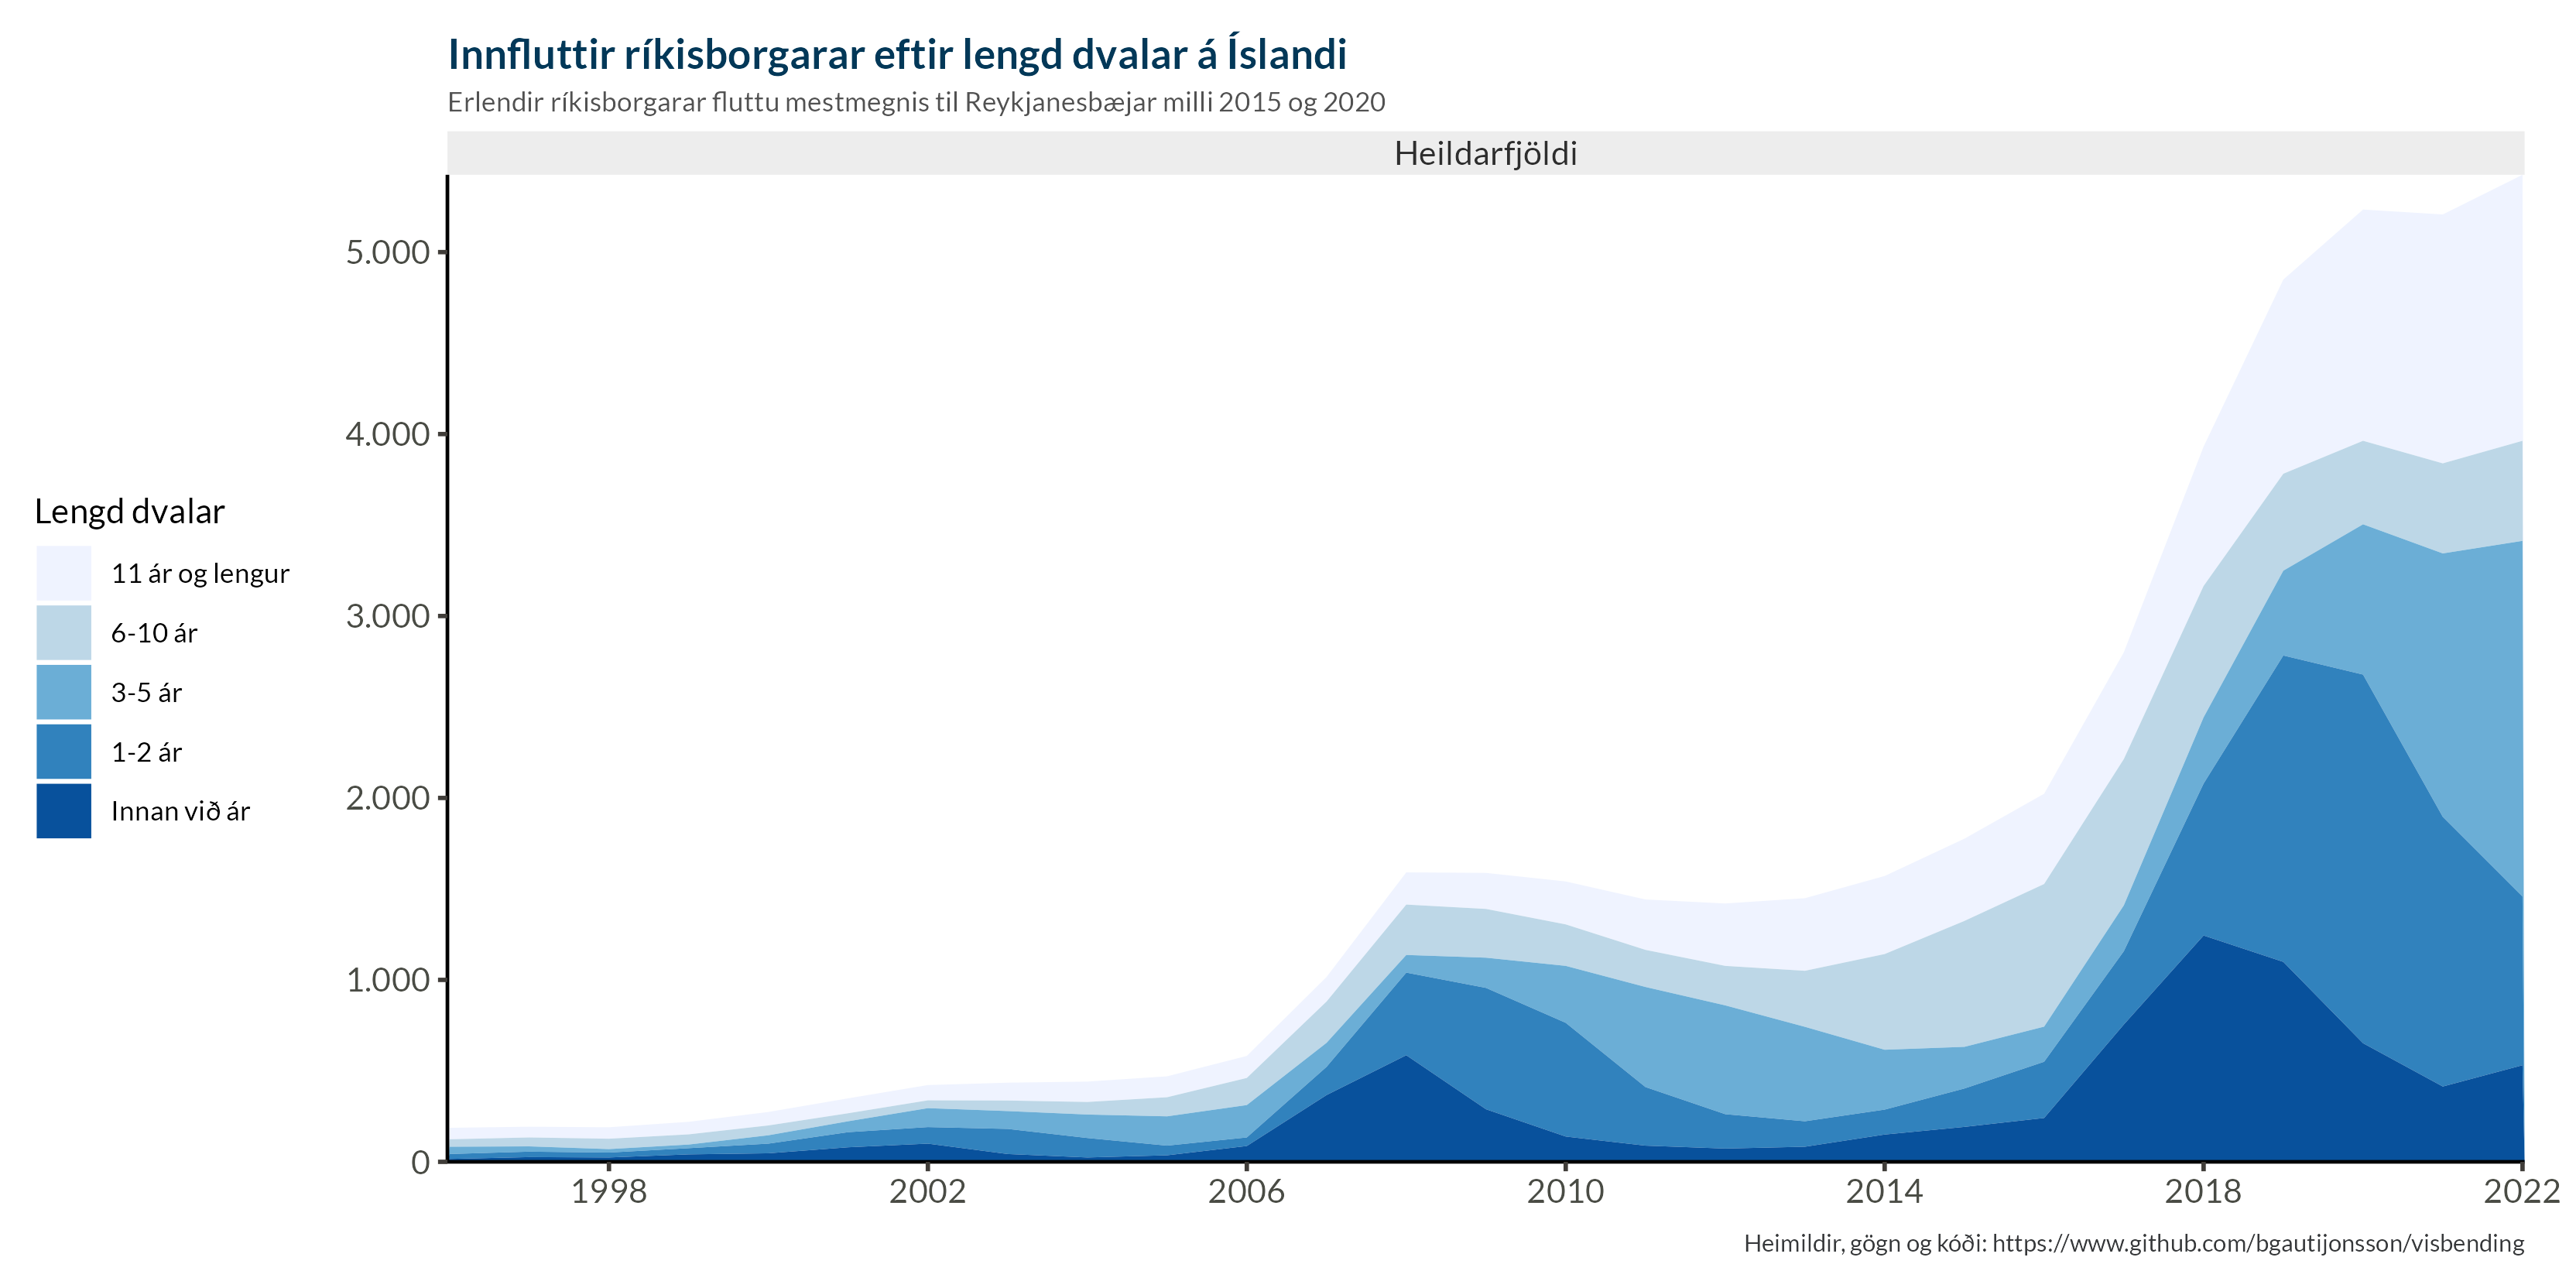 Innfluttir ríkisborgarar eftir lengd dvalar á Íslandi
Erlendir ríkisborgarar fluttu mestmegnis til Reykjanesbæjar milli 2015 og 2020
Heildarfjöldi
5.000
4.000
3.000
2.000
1.000
0
Lengd dvalar
11 ár og lengur
6-10 ár
3-5 ár
1-2 ár
Innan við ár
1998 2002 2006 2010 2014 2018 2022
Heimildir, gögn og kóði: https://www.github.com/bgautijonsson/visbending